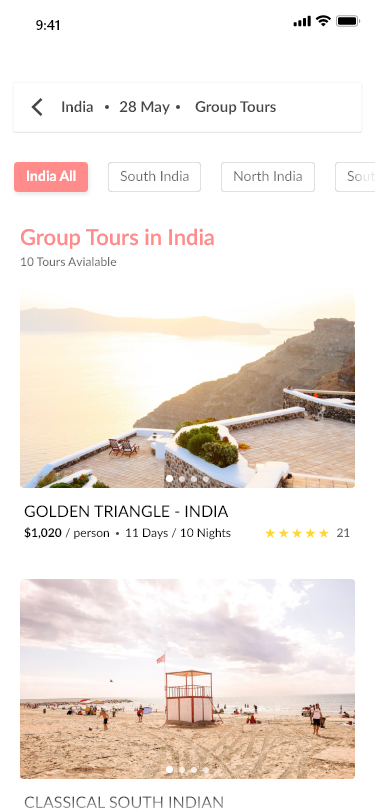 9:41
India • 28 May • Group Tours
India All South India North India
Group Tours in India
10 Tours Avialable
GOLDEN TRIANGLE - INDIA
$1,020 / person • 11 Days / 10 Nights ★★★★★ 21
CLASSICAL SOUTH INDIAN